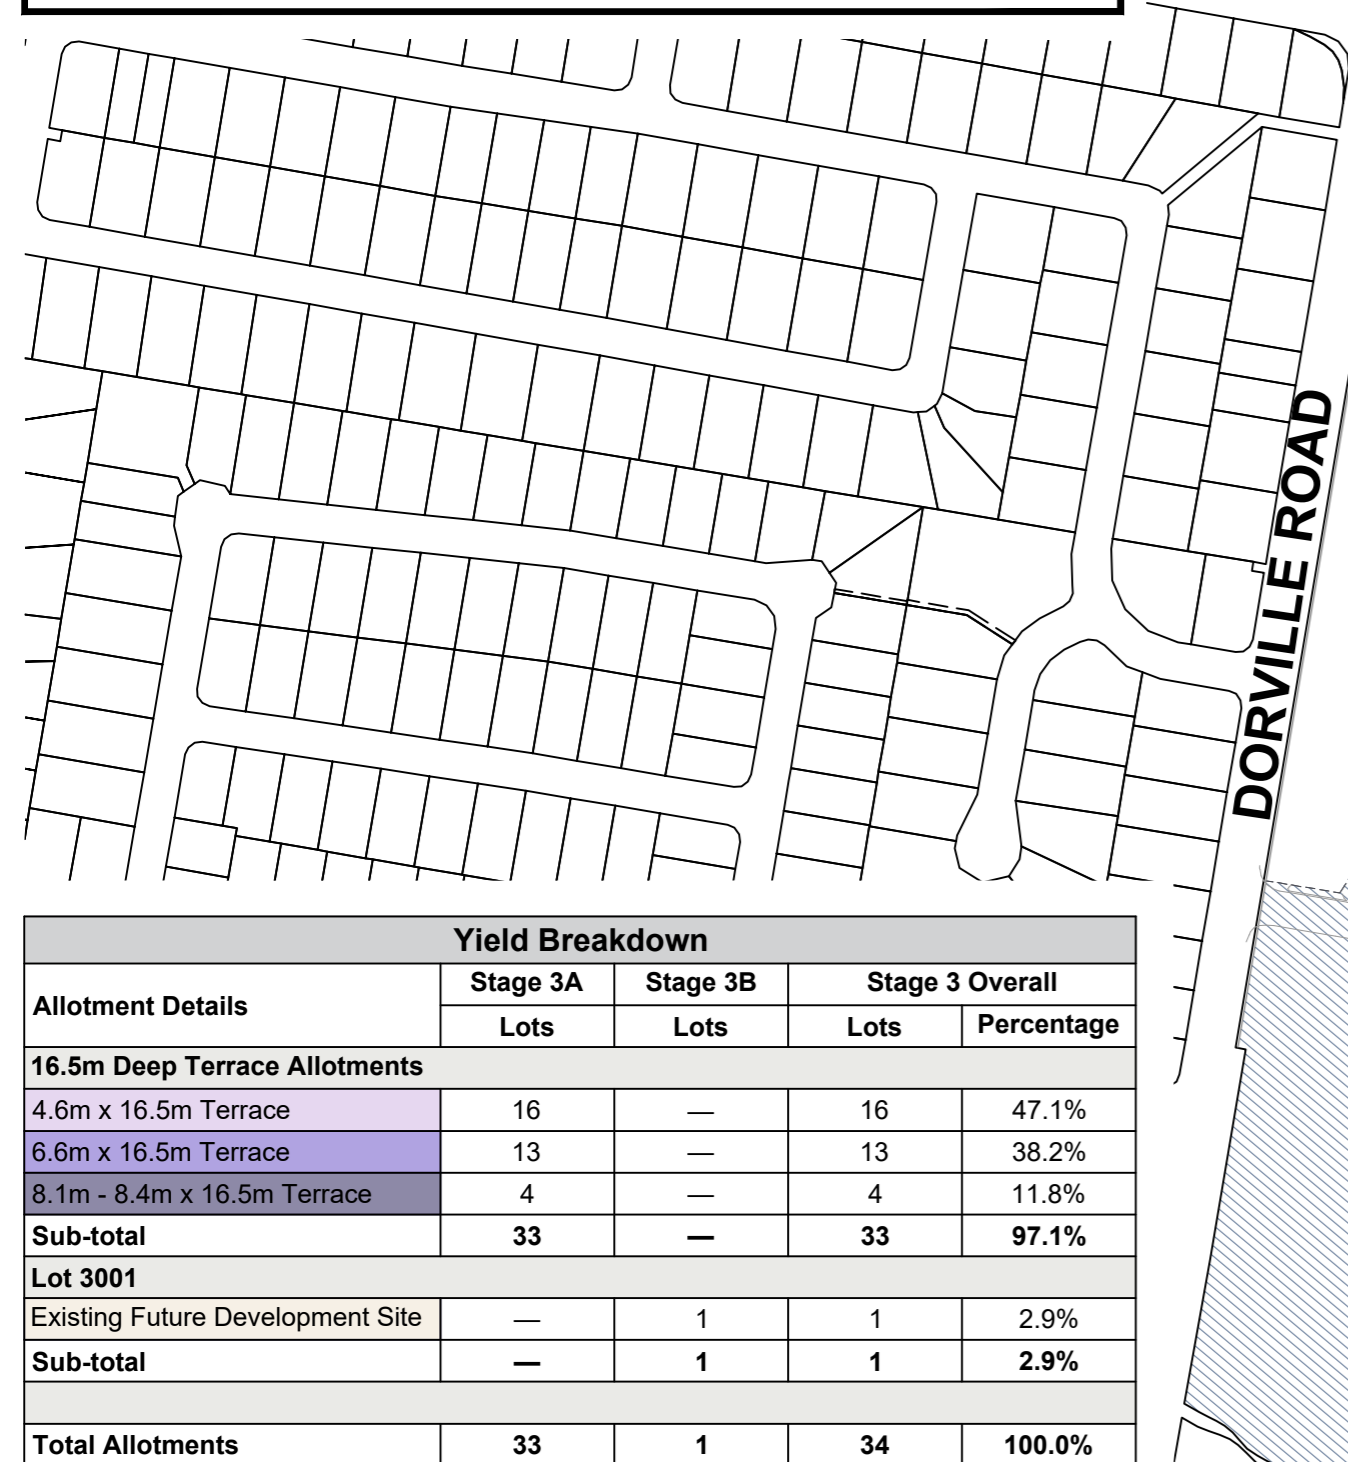 DORVILLE ROAD
Yield Breakdown
Allotment Details Stage 3A Stage 3B Stage 3 Overall
Lots Lots Lots Percentage
16.5m Deep Terrace Allotments
4.6m x 16.5m Terrace 16 — 16 47.1%
6.6m x 16.5m Terrace 13 — 13 38.2%
8.1m - 8.4m x 16.5m Terrace 4 — 4 11.8%
Sub-total 33 — 33 97.1%
Lot 3001
Existing Future Development Site — 1 1 2.9%
Sub-total — 1 1 2.9%
Total Allotments 33 1 34 100.0%